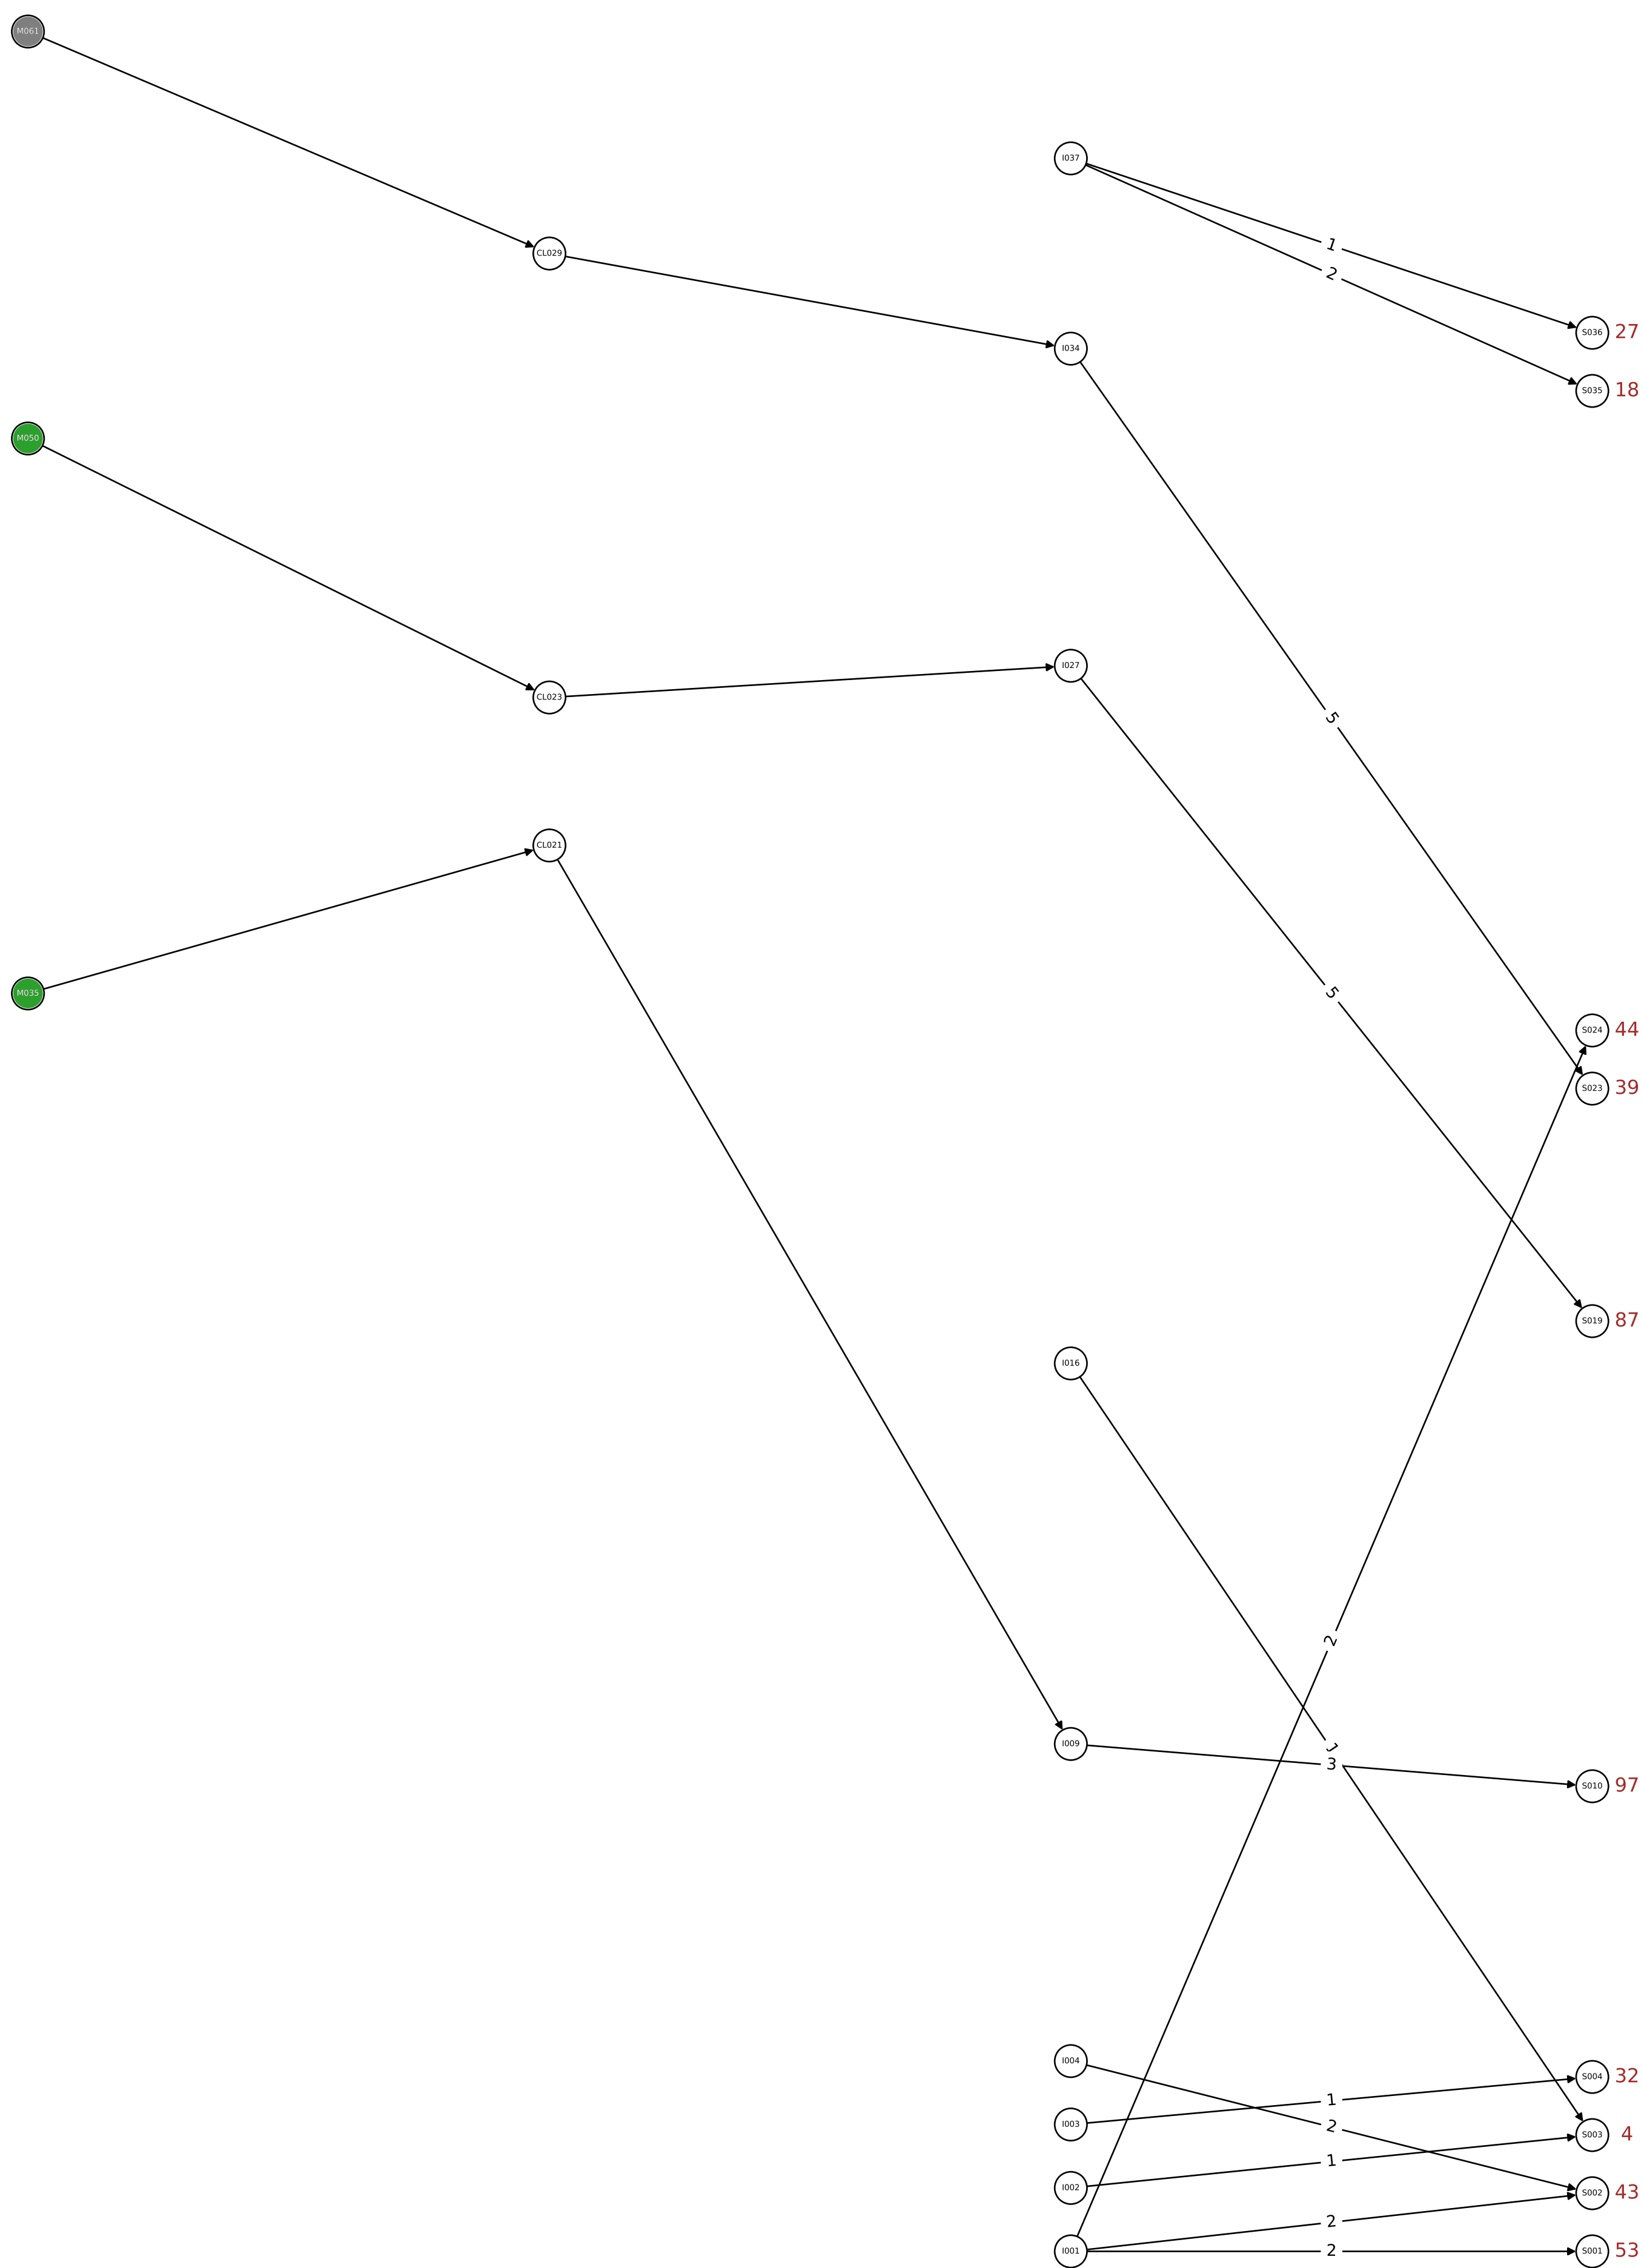 M061
I037
1
CL029
2
S036 27
I034
S035 18
M050
I027
CL023
5
CL021
5
M035
S024 44
S023 39
S019 87
I016
2
I009
1
3
S010 97
I004
S004 32
1
I003
2
S003 4
1
I002
S002 43
2
I001
2
S001 53